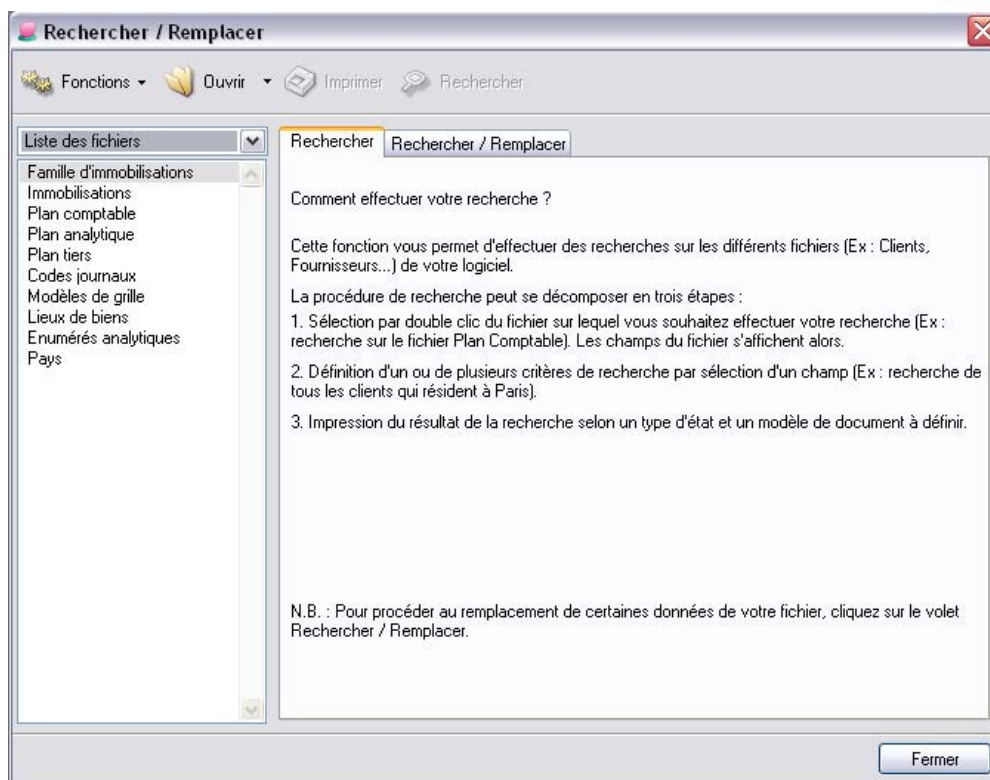 Rechercher / Remplacer
Fonctions
Ouvrir
Imprimer
Rechercher
Liste des fichiers
Famille d'immobilisations
Immobilisations
Plan comptable
Plan analytique
Plan tiers
Codes journaux
Modèles de grille
Lieux de biens
Enumérés analytiques
Pays
Rechercher
Rechercher / Remplacer
Comment effectuer votre recherche ?
Cette fonction vous permet d'effectuer des recherches sur les différents fichiers (Ex : Clients,
Fournisseurs...) de votre logiciel.
La procédure de recherche peut se décomposer en trois étapes :
1. Sélection par double clic du fichier sur lequel vous souhaitez effectuer votre recherche (Ex :
recherche sur le fichier Plan Comptable). Les champs du fichier s'affichent alors.
2. Définition d'un ou de plusieurs critères de recherche par sélection d'un champ (Ex : recherche de
tous les clients qui résident à Paris).
3. Impression du résultat de la recherche selon un type d'état et un modèle de document à définir.
N.B. : Pour procéder au remplacement de certaines données de votre fichier, cliquez sur le volet
Rechercher / Remplacer.
Fermer